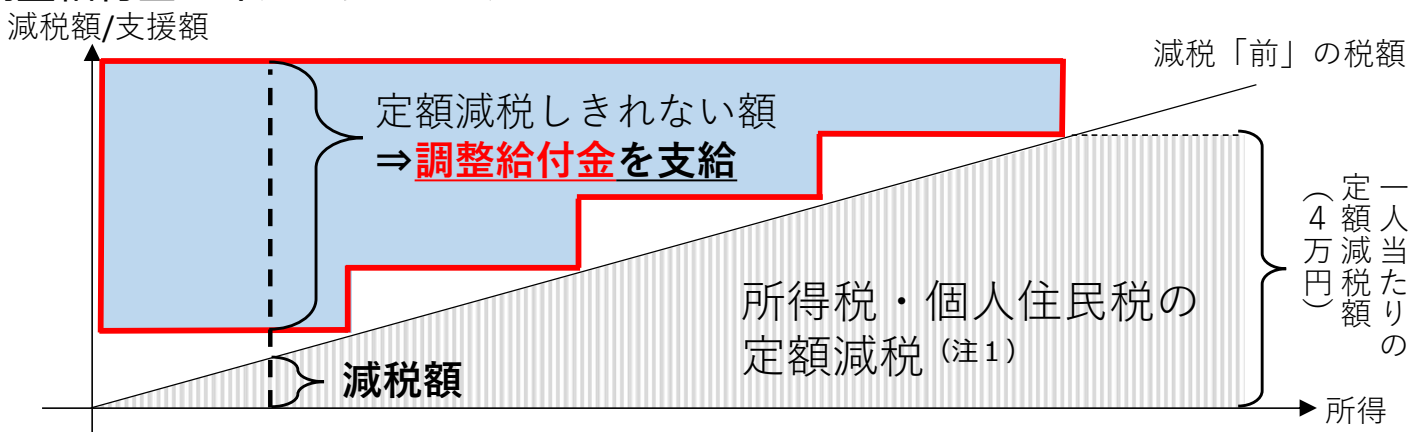 減税額/支援額
減税「前」の税額
定額減税しきれない額
⇒調整給付金を支給
一人当たりの
定額減税額
（４万円）
所得税・個人住民税の
定額減税（注１）
減税額
所得